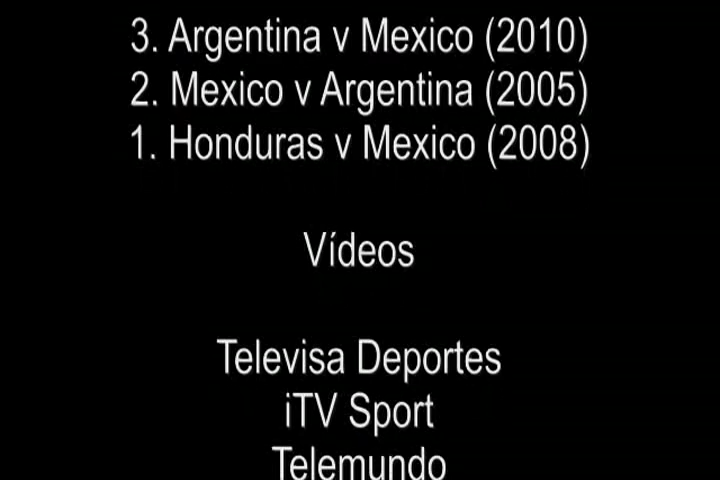 3. Argentina v Mexico (2010)
2. Mexico v Argentina (2005)
1. Honduras v Mexico (2008)
Vídeos
Televisa Deportes
iTV Sport
Telemundo